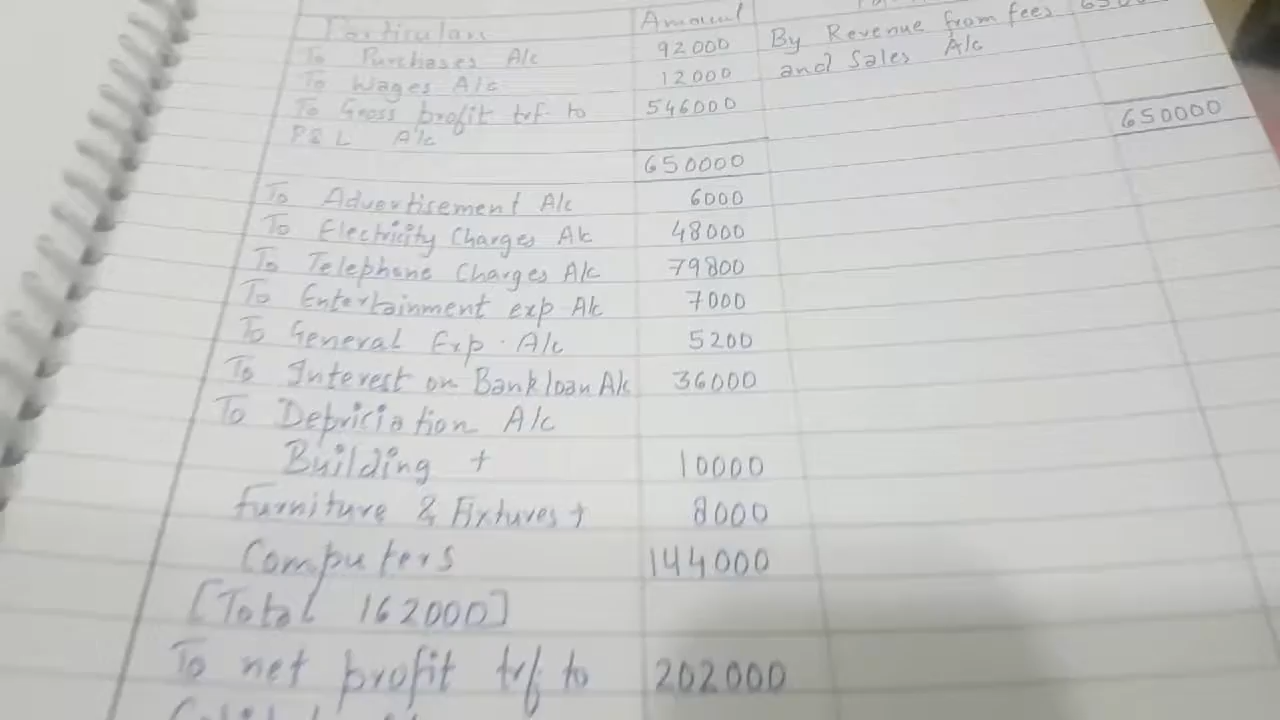 Particulars Amount
To Purchases A/c 92000 By Revenue from fees
To Wages A/c 12000 and Sales A/c
To Gross profit trf to 546000
P&L A/c 650000
650000
To Advertisement A/c 6000
To Electricity Charges A/c 48000
To Telephone Charges A/c 79800
To Entertainment exp A/c 7000
To General Exp. A/c 5200
To Interest on Bank loan A/c 36000
To Depriciation A/c
Building + 10000
Furniture & Fixtures + 8000
Computers 144000
[Total 162000]
To net profit trf to 202000